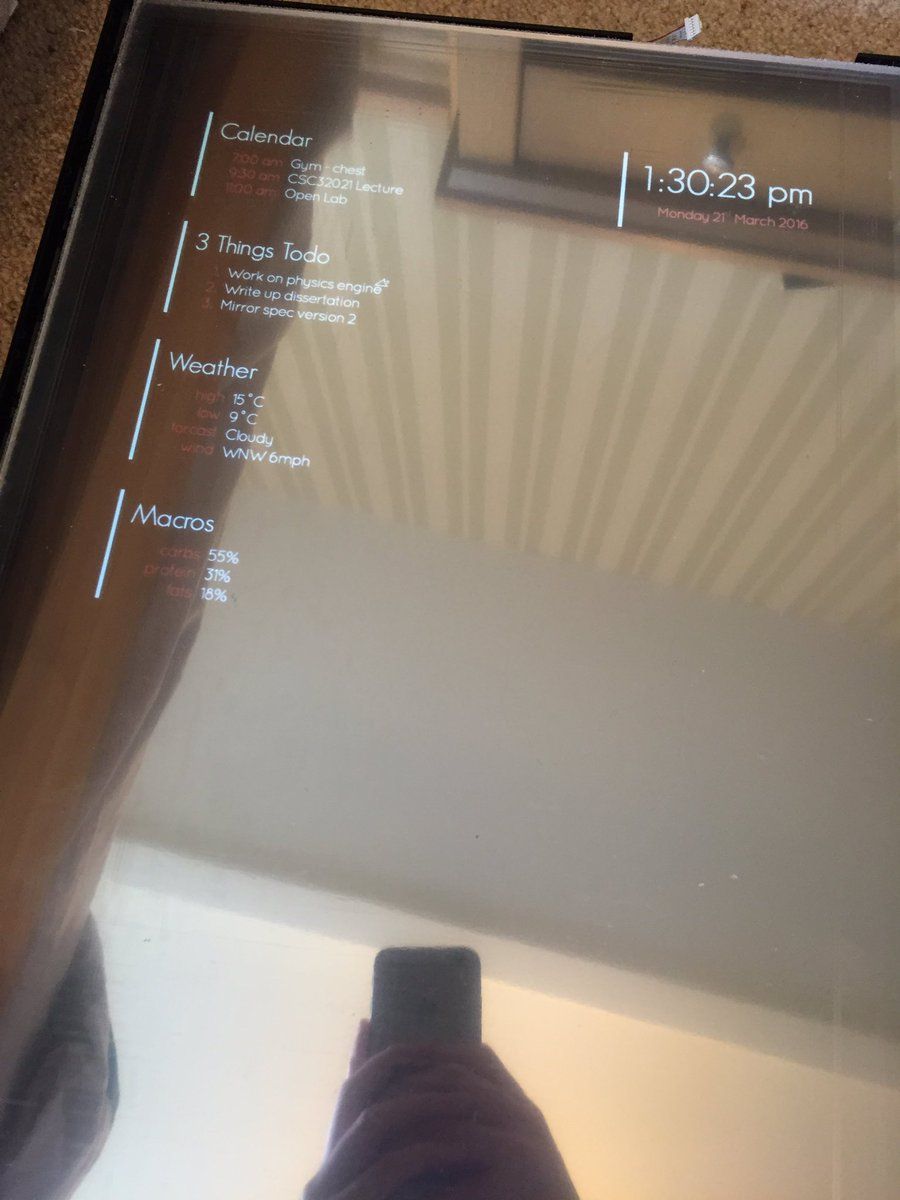 Calendar
7:00 am Gym - chest
9:30 am CSC32021 Lecture
11:00 am Open Lab
1:30:23 pm
Monday 21 March 2016
3 Things Todo
1. Work on physics engine
2. Write up dissertation
3. Mirror spec version 2
Weather
high 15°C
low 9°C
forcast Cloudy
wind WNW 6mph
Macros
carbs 55%
protein 31%
fats 18%